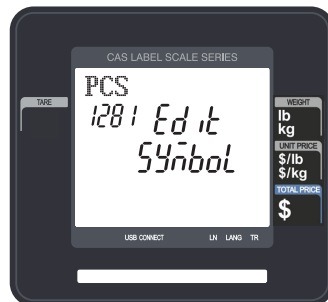 CAS LABEL SCALE SERIES
PCS
TARE
1281 Edit
Symbol
WEIGHT
lb
kg
UNIT PRICE
$/lb
$/kg
TOTAL PRICE
$
USB CONNECT LN LANG TR